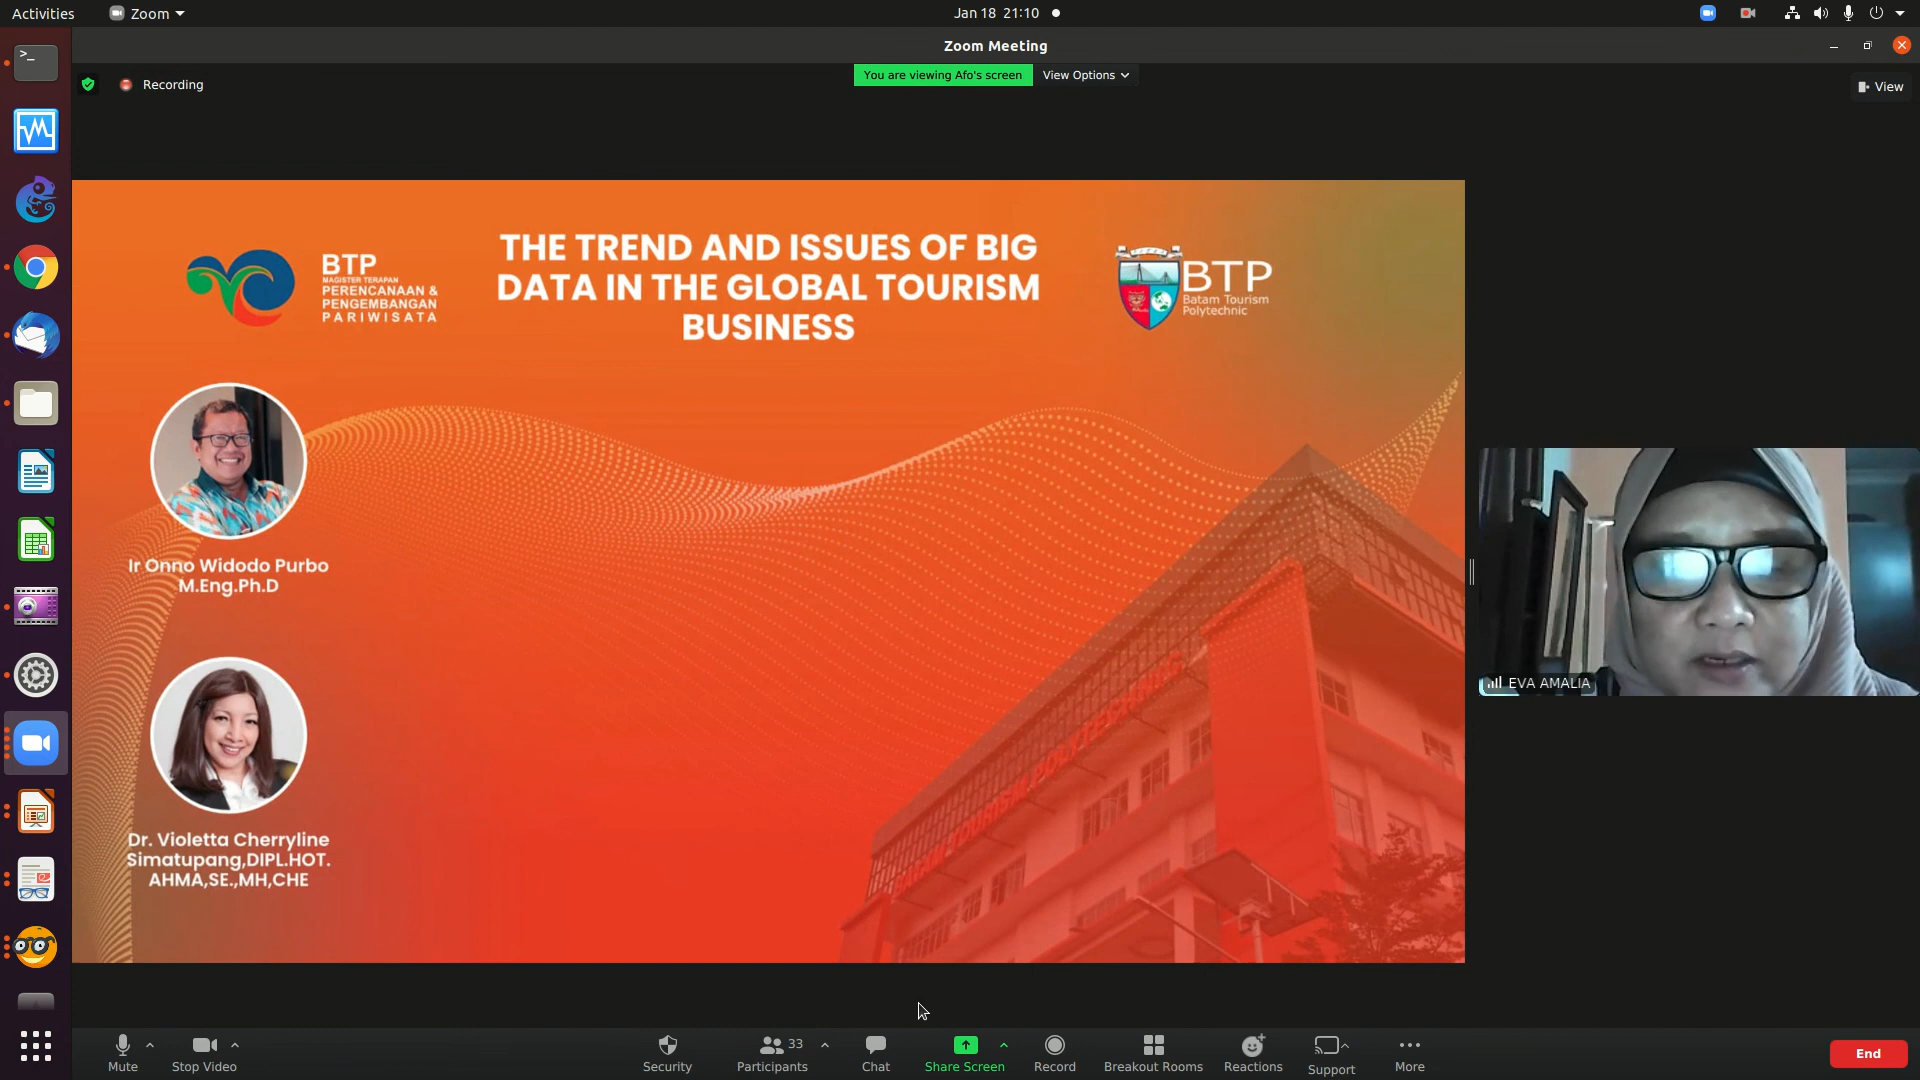 Activities
Zoom
Jan 18 21:10
Zoom Meeting
Recording
You are viewing Afo's screen
View Options
View
BTP
MAGISTER TERAPAN
PERENCANAAN &
PENGEMBANGAN
PARIWISATA
THE TREND AND ISSUES OF BIG
DATA IN THE GLOBAL TOURISM
BUSINESS
BTP
Batam Tourism
Polytechnic
Ir Onno Widodo Purbo
M.Eng.Ph.D
Dr. Violetta Cherryline
Simatupang,DIPL.HOT.
AHMA,SE.,MH,CHE
BATAM TOURISM POLYTECHNIC
EVA AMALIA
Mute
Stop Video
Security
33
Participants
Chat
Share Screen
Record
Breakout Rooms
Reactions
Support
More
End